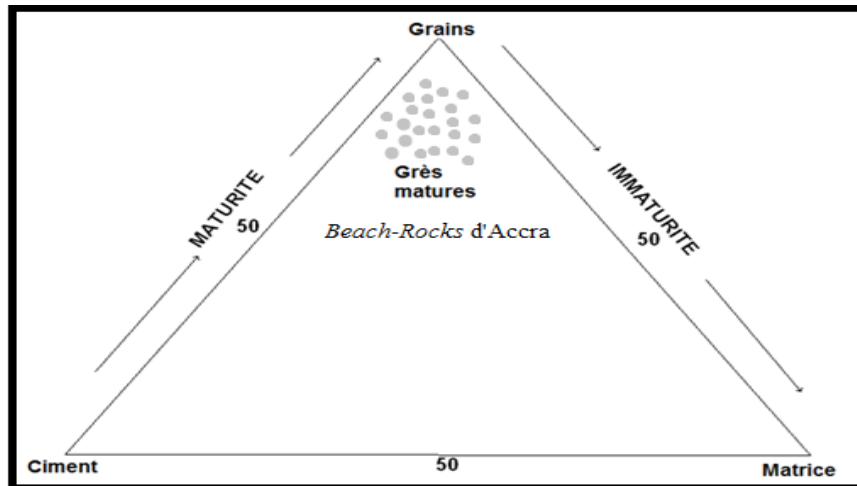 Grains
MATURITE
50
Grès
matures
Beach-Rocks d'Accra
IMMATURITE
50
Ciment
50
Matrice